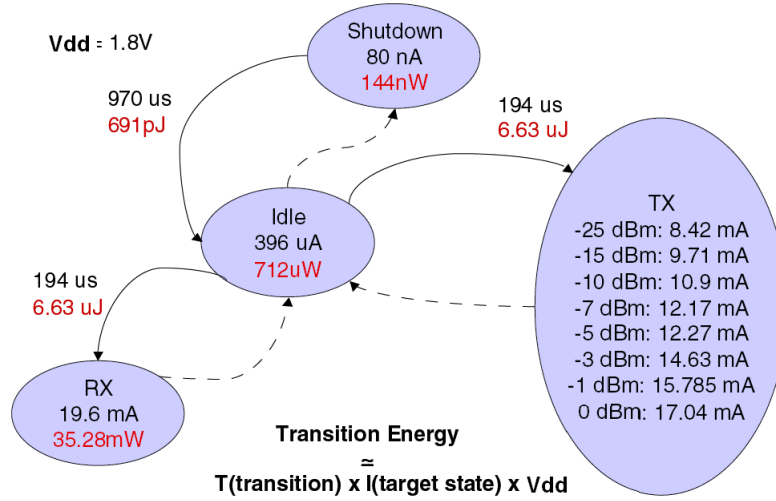 Vdd = 1.8V
Shutdown
80 nA
144nW
970 us
691pJ
194 us
6.63 uJ
Idle
396 uA
712uW
TX
-25 dBm: 8.42 mA
-15 dBm: 9.71 mA
-10 dBm: 10.9 mA
-7 dBm: 12.17 mA
-5 dBm: 12.27 mA
-3 dBm: 14.63 mA
-1 dBm: 15.785 mA
0 dBm: 17.04 mA
194 us
6.63 uJ
RX
19.6 mA
35.28mW
Transition Energy
≃
T(transition) x I(target state) x Vdd